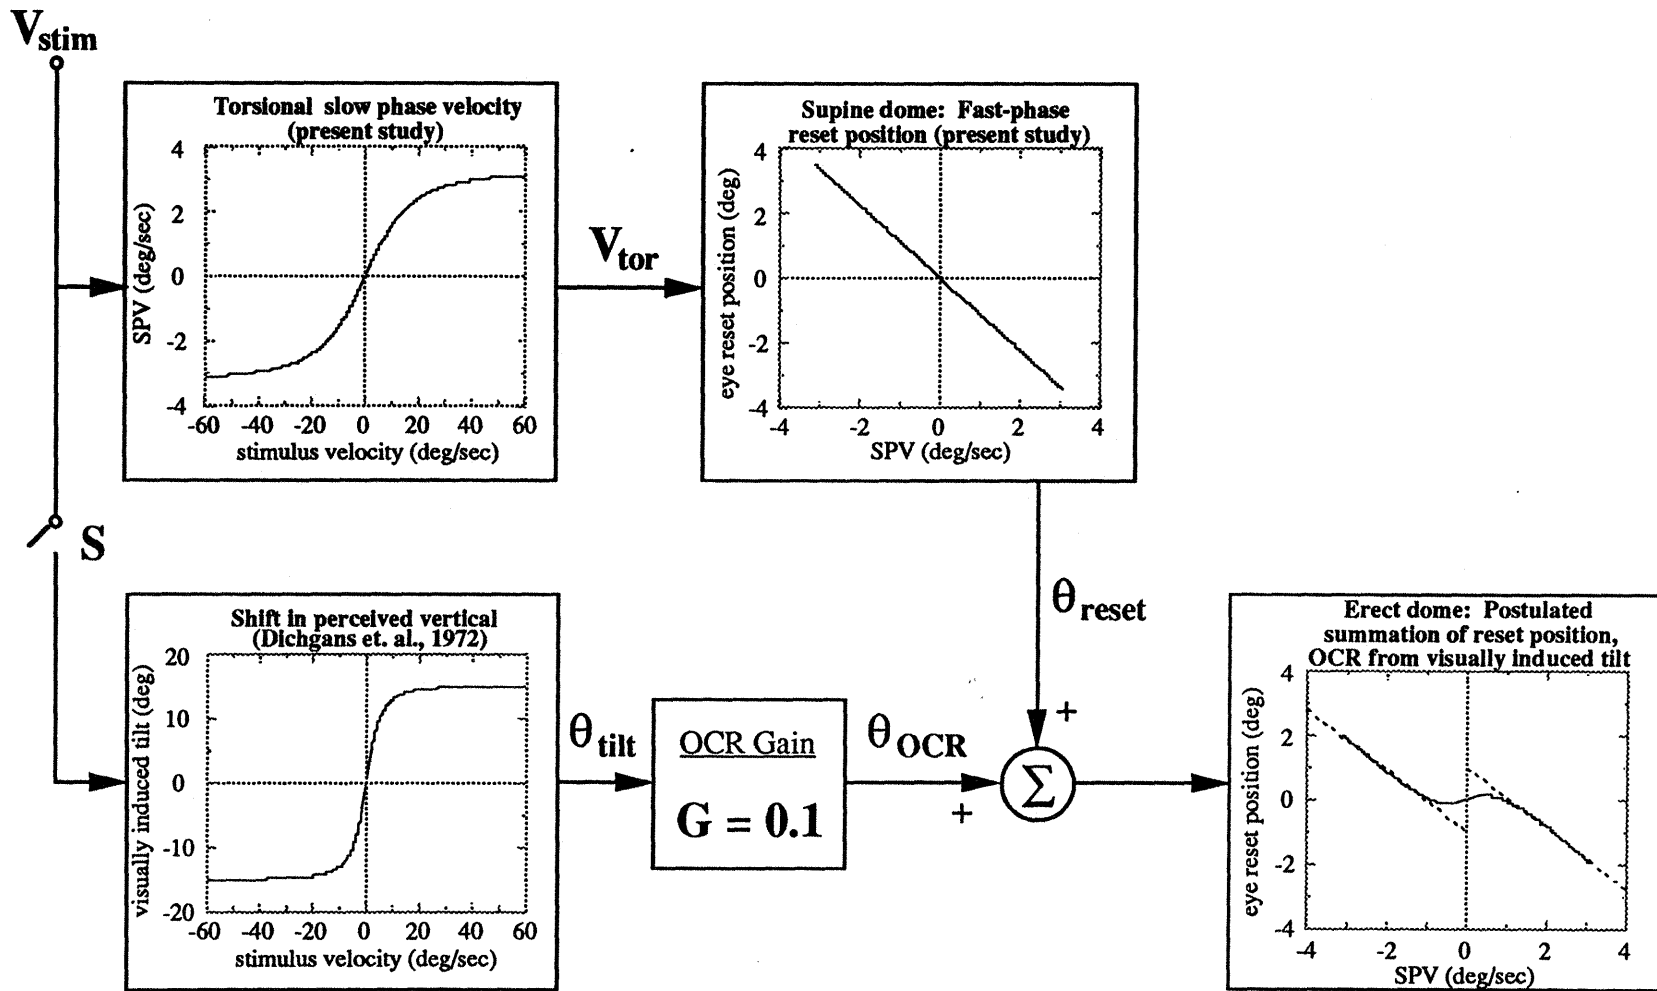 V_stim
Torsional slow phase velocity
(present study)
SPV (deg/sec)
4
2
0
-2
-4
-60 -40 -20 0 20 40 60
stimulus velocity (deg/sec)
V_tor
Supine dome: Fast-phase
reset position (present study)
eye reset position (deg)
4
2
0
-2
-4
-4 -2 0 2 4
SPV (deg/sec)
S
Shift in perceived vertical
(Dichgans et. al., 1972)
visually induced tilt (deg)
20
10
0
-10
-20
-60 -40 -20 0 20 40 60
stimulus velocity (deg/sec)
θ_tilt
OCR Gain
G = 0.1
θ_OCR
+
θ_reset
+
Σ
Erect dome: Postulated
summation of reset position,
OCR from visually induced tilt
eye reset position (deg)
4
2
0
-2
-4
-4 -2 0 2 4
SPV (deg/sec)